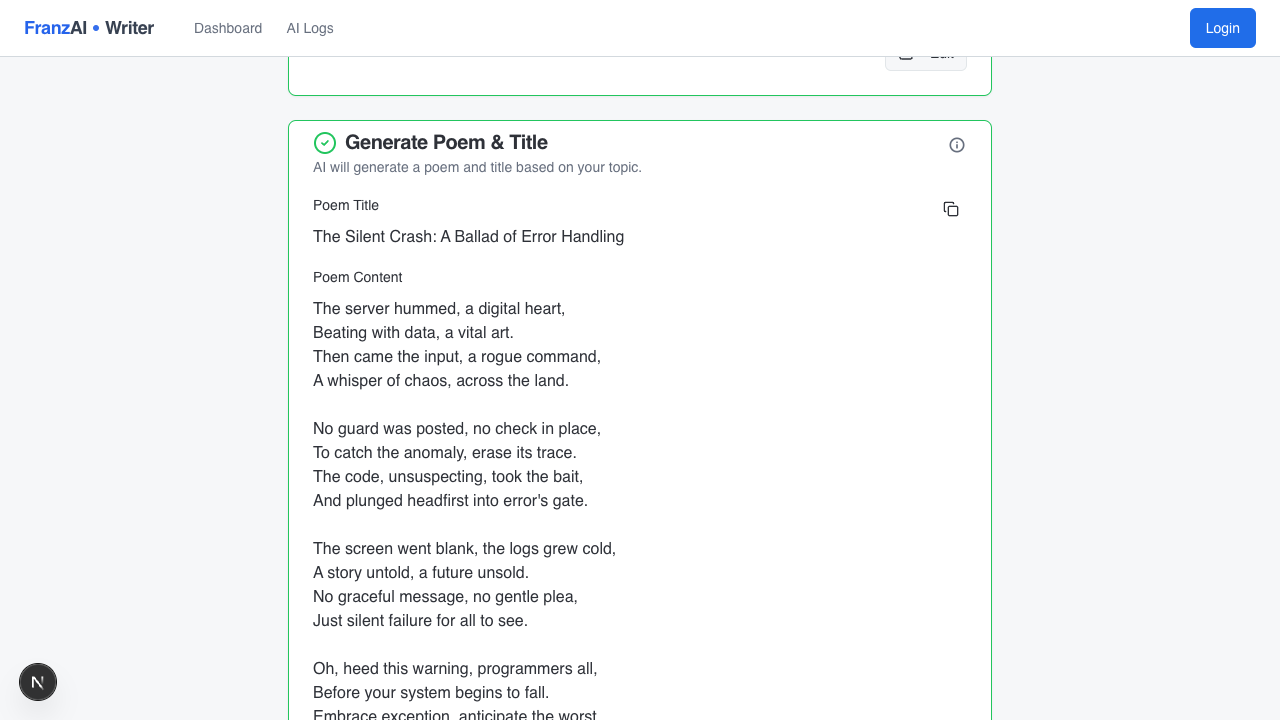 FranzAI • Writer
Dashboard
AI Logs
Login
Edit
Generate Poem & Title
AI will generate a poem and title based on your topic.
Poem Title
The Silent Crash: A Ballad of Error Handling
Poem Content
The server hummed, a digital heart,
Beating with data, a vital art.
Then came the input, a rogue command,
A whisper of chaos, across the land.
No guard was posted, no check in place,
To catch the anomaly, erase its trace.
The code, unsuspecting, took the bait,
And plunged headfirst into error's gate.
The screen went blank, the logs grew cold,
A story untold, a future unsold.
No graceful message, no gentle plea,
Just silent failure for all to see.
Oh, heed this warning, programmers all,
Before your system begins to fall.
Embrace exception, anticipate the worst,
N